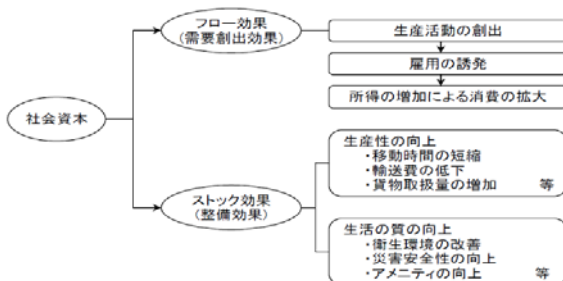 社会資本
フロー効果
(需要創出効果)
生産活動の創出
雇用の誘発
所得の増加による消費の拡大
ストック効果
(整備効果)
生産性の向上
・移動時間の短縮
・輸送費の低下
・貨物取扱量の増加 等
生活の質の向上
・衛生環境の改善
・災害安全性の向上
・アメニティの向上 等